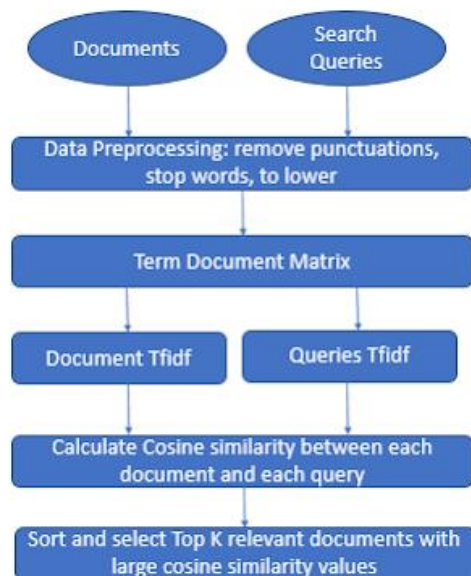 Documents
Search
Queries
Data Preprocessing: remove punctuations,
stop words, to lower
Term Document Matrix
Document Tfidf
Queries Tfidf
Calculate Cosine similarity between each
document and each query
Sort and select Top K relevant documents with
large cosine similarity values